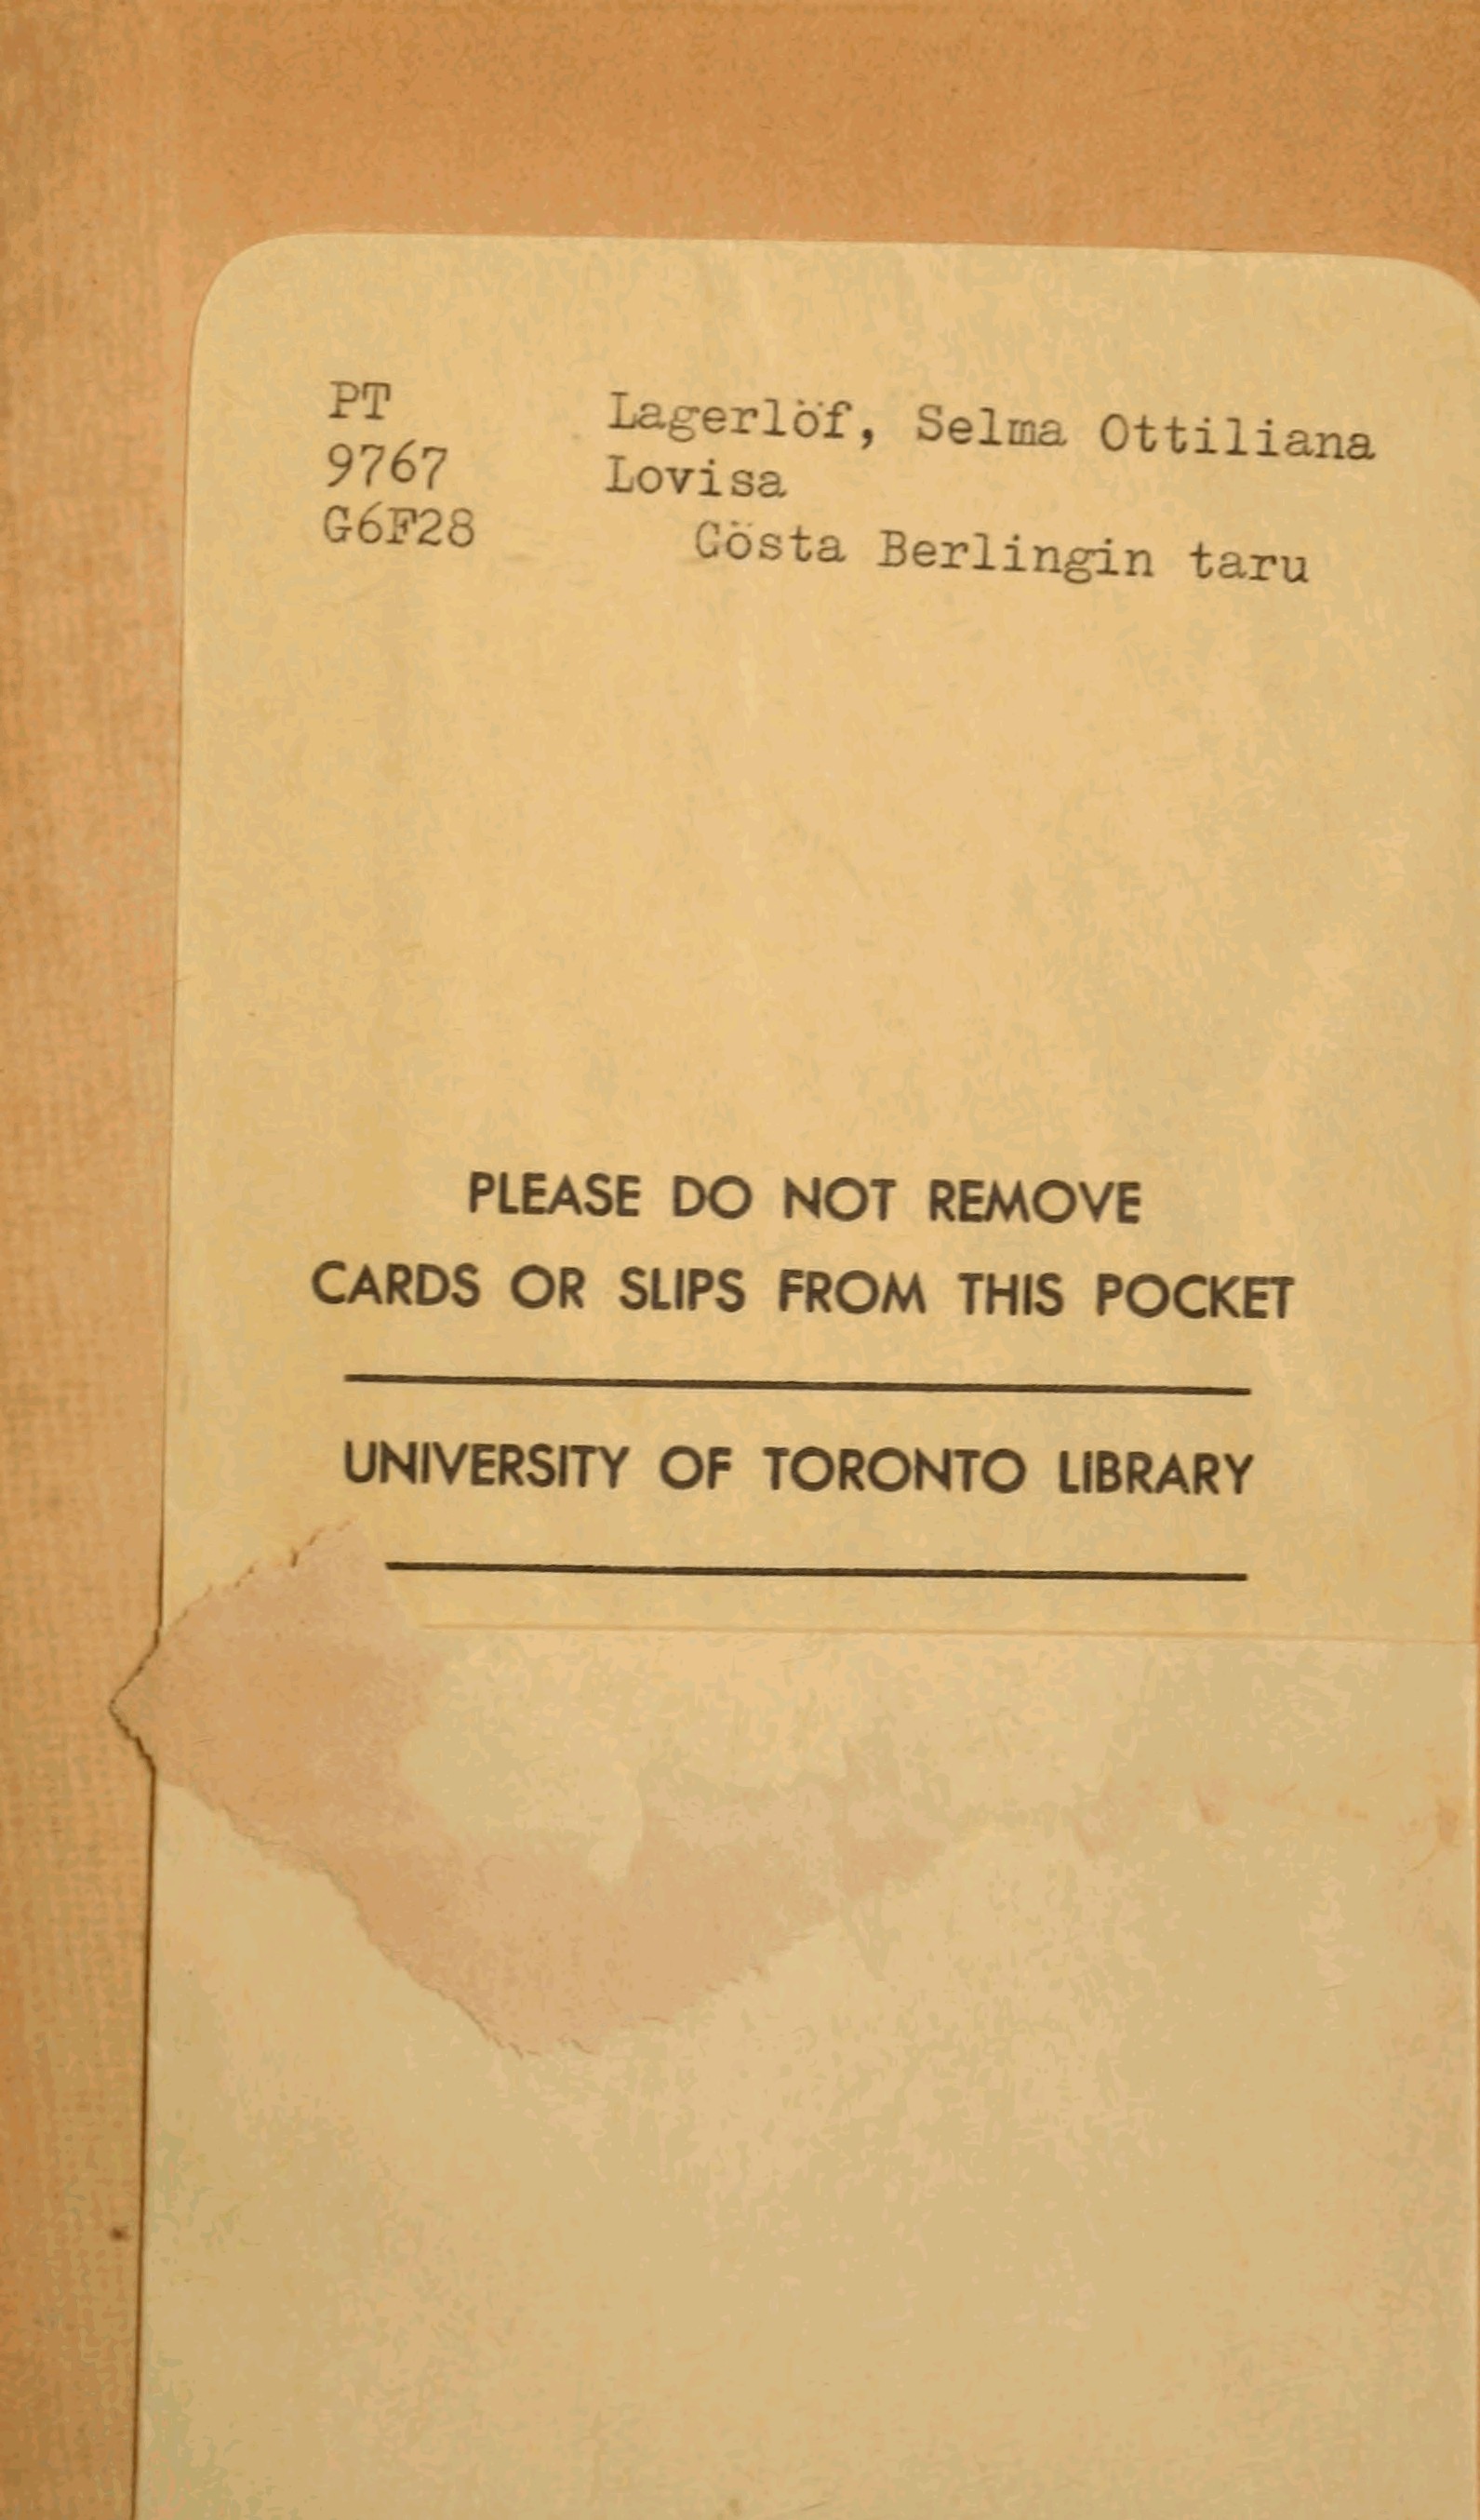 PT
9767
G6F28
Lagerlöf, Selma Ottiliana
Lovisa
Gösta Berlingin taru
PLEASE DO NOT REMOVE
CARDS OR SLIPS FROM THIS POCKET
UNIVERSITY OF TORONTO LIBRARY